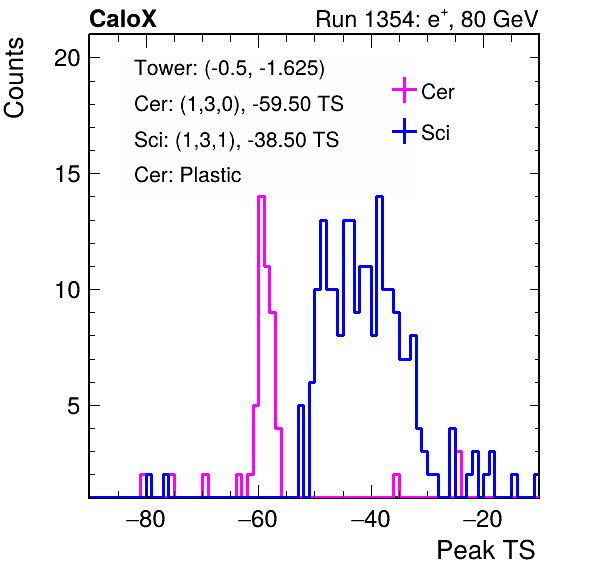 CaloX Run 1354: e⁺, 80 GeV
Counts
20
15
10
5
Tower: (-0.5, -1.625)
Cer: (1,3,0), -59.50 TS
Sci: (1,3,1), -38.50 TS
Cer: Plastic
Cer
Sci
−80 −60 −40 −20
Peak TS